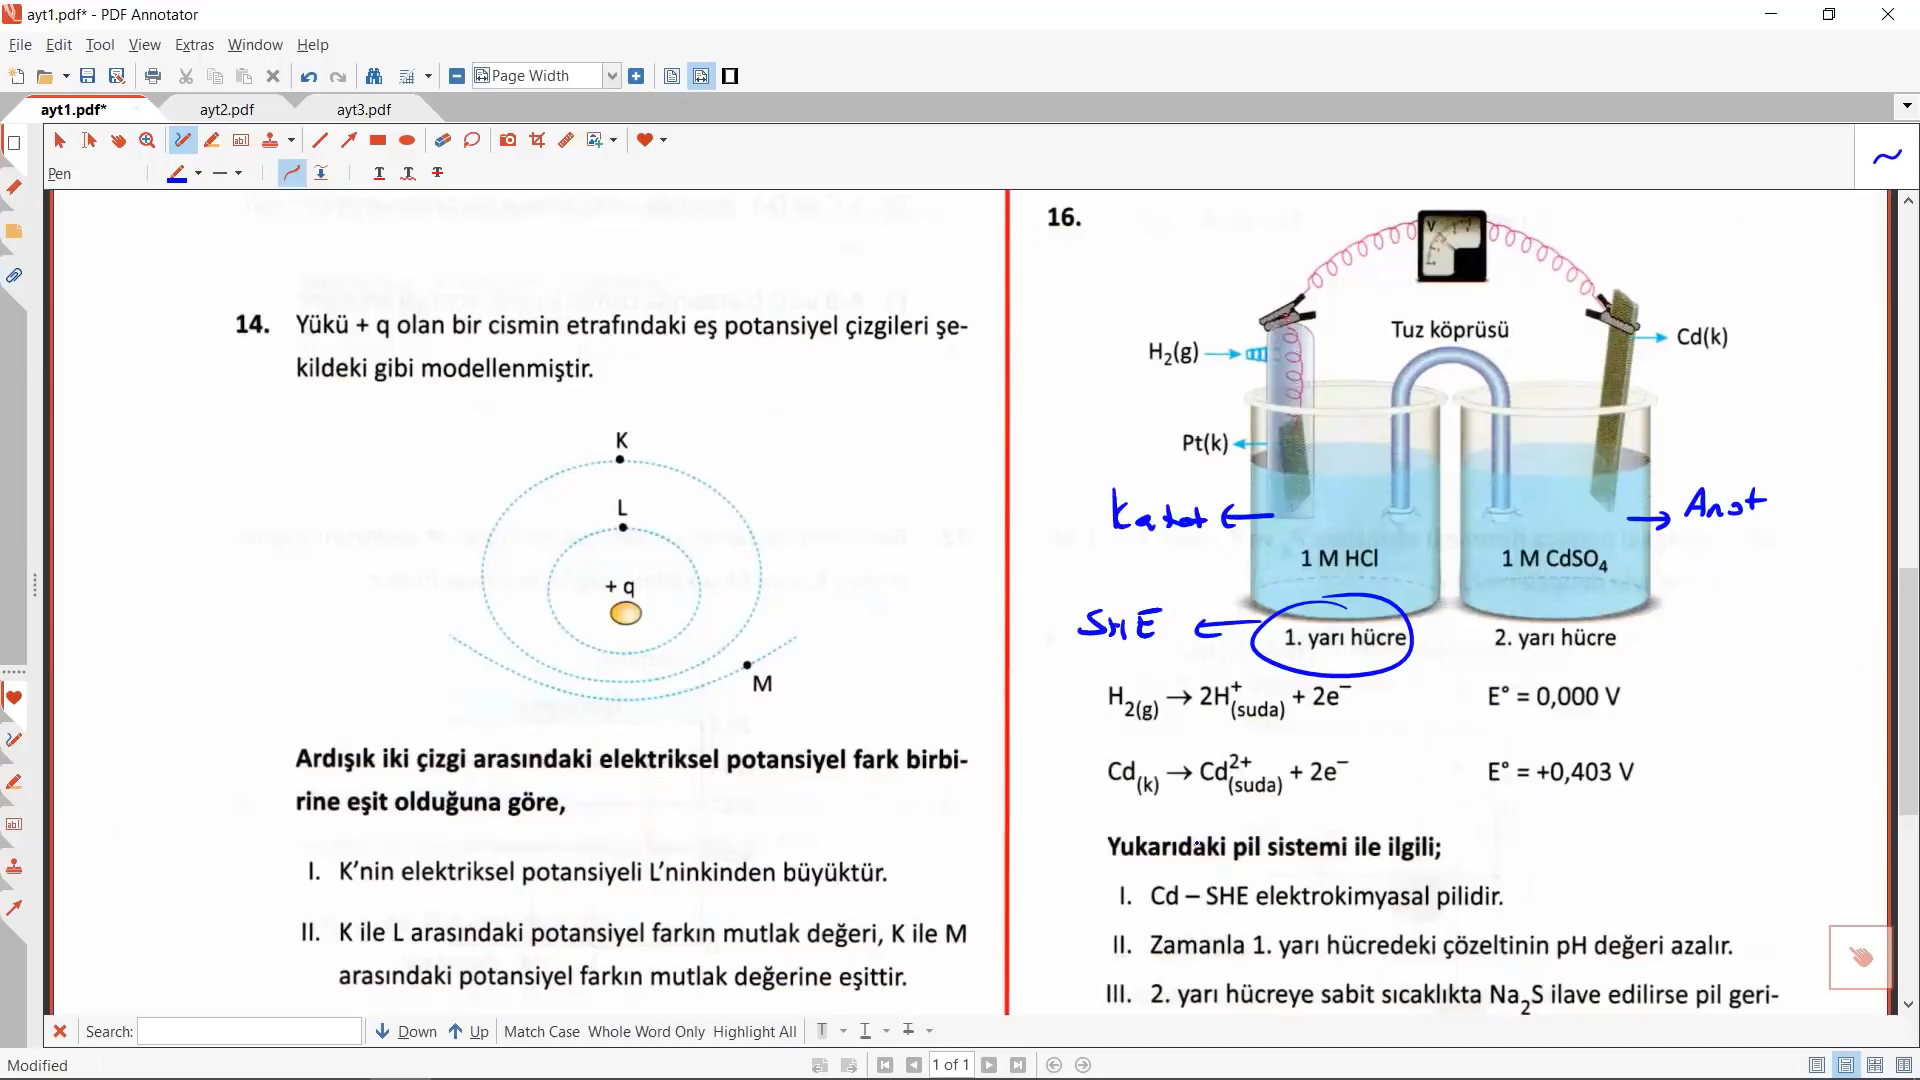 ayt1.pdf* - PDF Annotator
File Edit Tool View Extras Window Help
Page Width
ayt1.pdf* ayt2.pdf ayt3.pdf
Pen
14. Yükü + q olan bir cismin etrafındaki eş potansiyel çizgileri şe-
kildeki gibi modellenmiştir.
K
L
+ q
M
Ardışık iki çizgi arasındaki elektriksel potansiyel fark birbi-
rine eşit olduğuna göre,
I. K'nin elektriksel potansiyeli L'ninkinden büyüktür.
II. K ile L arasındaki potansiyel farkın mutlak değeri, K ile M
arasındaki potansiyel farkın mutlak değerine eşittir.
16.
V
Tuz köprüsü
H2(g)
Cd(k)
Pt(k)
Katot
Anot
1 M HCl
1 M CdSO4
SHE
1. yarı hücre
2. yarı hücre
H2(g) → 2H+(suda) + 2e− E° = 0,000 V
Cd(k) → Cd2+(suda) + 2e− E° = +0,403 V
Yukarıdaki pil sistemi ile ilgili;
I. Cd – SHE elektrokimyasal pilidir.
II. Zamanla 1. yarı hücredeki çözeltinin pH değeri azalır.
III. 2. yarı hücreye sabit sıcaklıkta Na2S ilave edilirse pil geri-
Search: Down Up Match Case Whole Word Only Highlight All
Modified
1 of 1